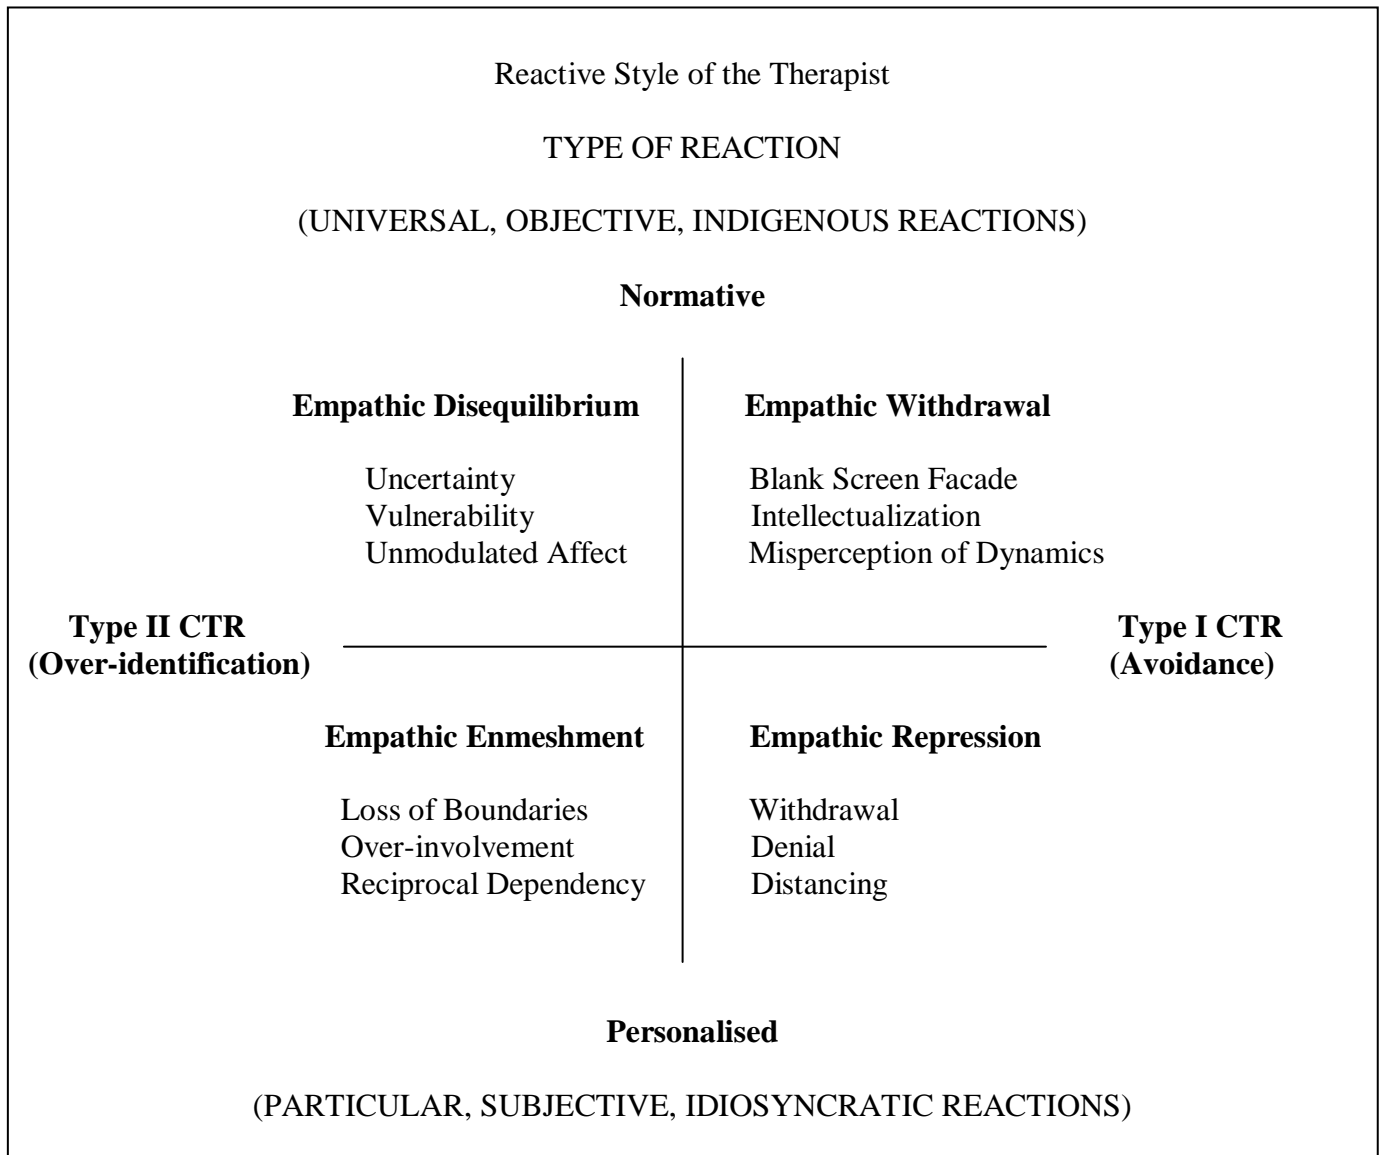 Reactive Style of the Therapist
TYPE OF REACTION
(UNIVERSAL, OBJECTIVE, INDIGENOUS REACTIONS)
Normative
Empathic Disequilibrium
Uncertainty
Vulnerability
Unmodulated Affect
Empathic Withdrawal
Blank Screen Facade
Intellectualization
Misperception of Dynamics
Type II CTR
(Over-identification)
Type I CTR
(Avoidance)
Empathic Enmeshment
Loss of Boundaries
Over-involvement
Reciprocal Dependency
Empathic Repression
Withdrawal
Denial
Distancing
Personalised
(PARTICULAR, SUBJECTIVE, IDIOSYNCRATIC REACTIONS)